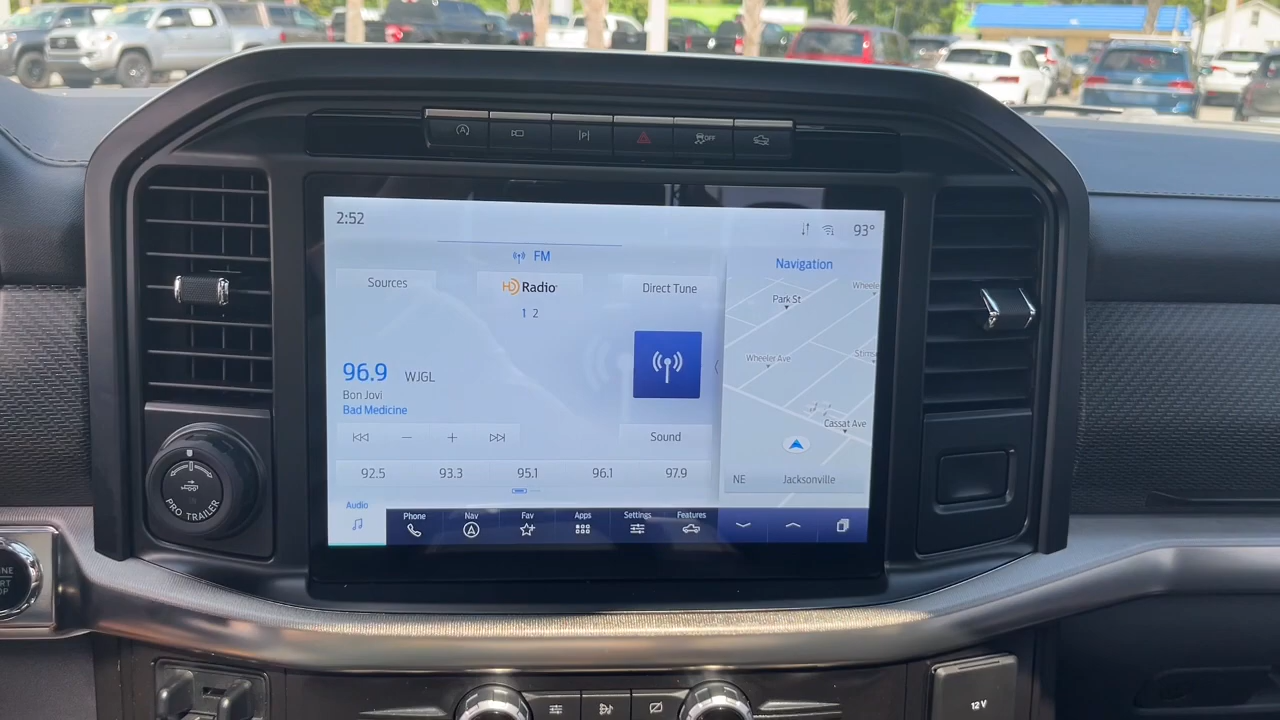 OFF
2:52
93°
FM
Navigation
Sources
HD Radio
Direct Tune
1 2
Park St
Wheele
Wheeler Ave
96.9 WJGL
Bon Jovi
Bad Medicine
Cassat Ave
Sound
92.5 93.3 95.1 96.1 97.9
NE Jacksonville
Audio
Phone Nav Fav Apps Settings Features
PRO TRAILER
12V